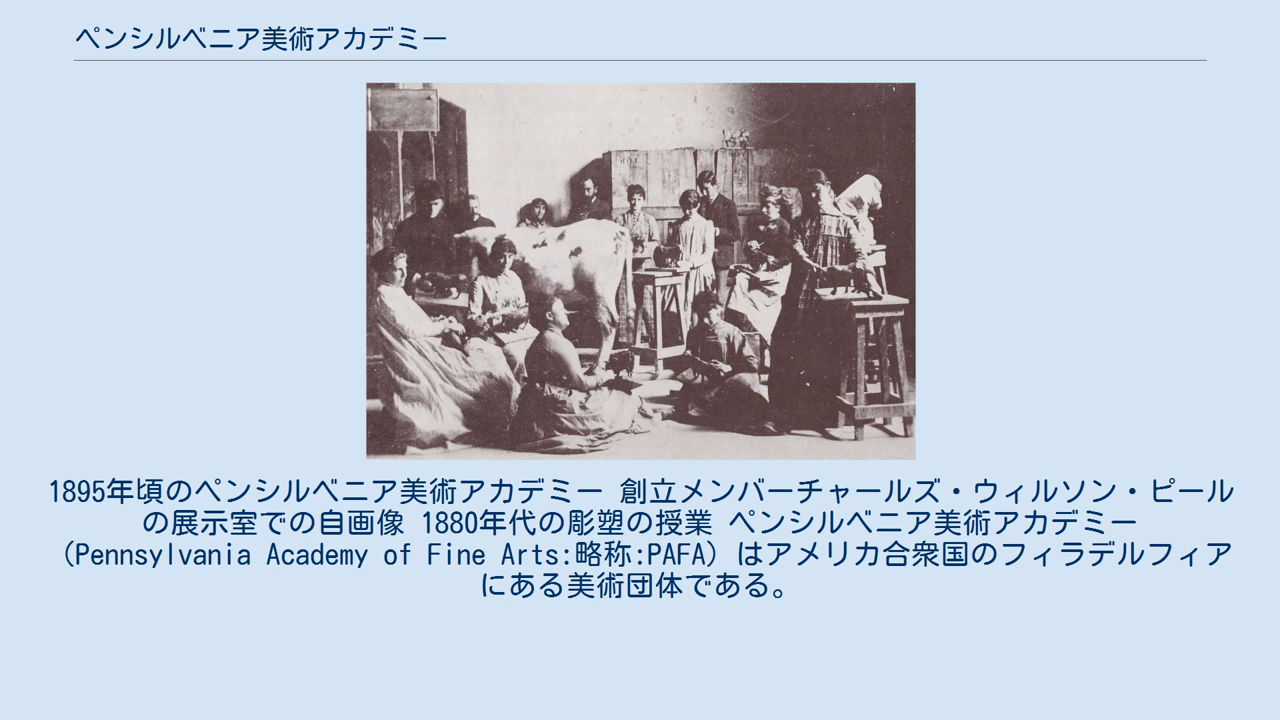 ペンシルベニア美術アカデミー
1895年頃のペンシルベニア美術アカデミー 創立メンバーチャールズ・ウィルソン・ピール
の展示室での自画像 1880年代の彫塑の授業 ペンシルベニア美術アカデミー
（Pennsylvania Academy of Fine Arts:略称:PAFA）はアメリカ合衆国のフィラデルフィア
にある美術団体である。